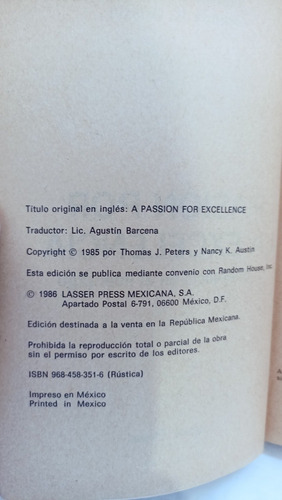 Título original en inglés: A PASSION FOR EXCELLENCE
Traductor: Lic. Agustín Barcena
Copyright © 1985 por Thomas J. Peters y Nancy K. Austin
Esta edición se publica mediante convenio con Random House, Inc.
© 1986 LASSER PRESS MEXICANA, S.A.
Apartado Postal 6-791, 06600 México, D.F.
Edición destinada a la venta en la República Mexicana.
Prohibida la reproducción total o parcial de la obra
sin el permiso por escrito de los editores.
ISBN 968-458-351-6 (Rústica)
Impreso en México
Printed in Mexico